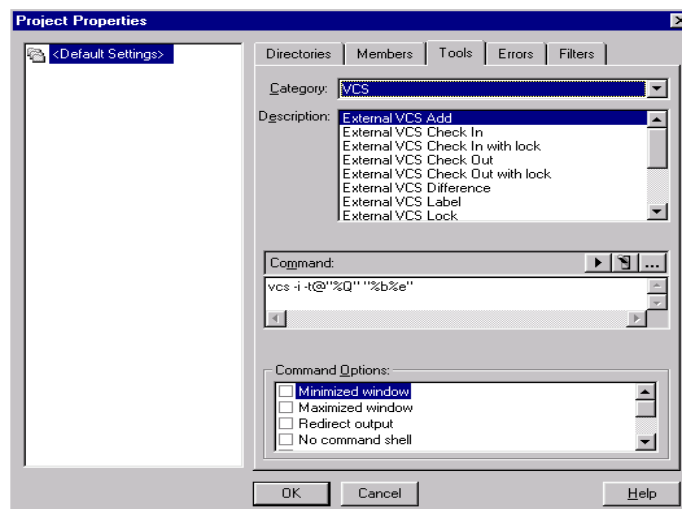 Project Properties
<Default Settings>
Directories
Members
Tools
Errors
Filters
Category:
VCS
Description:
External VCS Add
External VCS Check In
External VCS Check In with lock
External VCS Check Out
External VCS Check Out with lock
External VCS Difference
External VCS Label
External VCS Lock
Command:
...
vcs -i -t@"%Q" "%b%e"
Command Options:
Minimized window
Maximized window
Redirect output
No command shell
OK
Cancel
Help